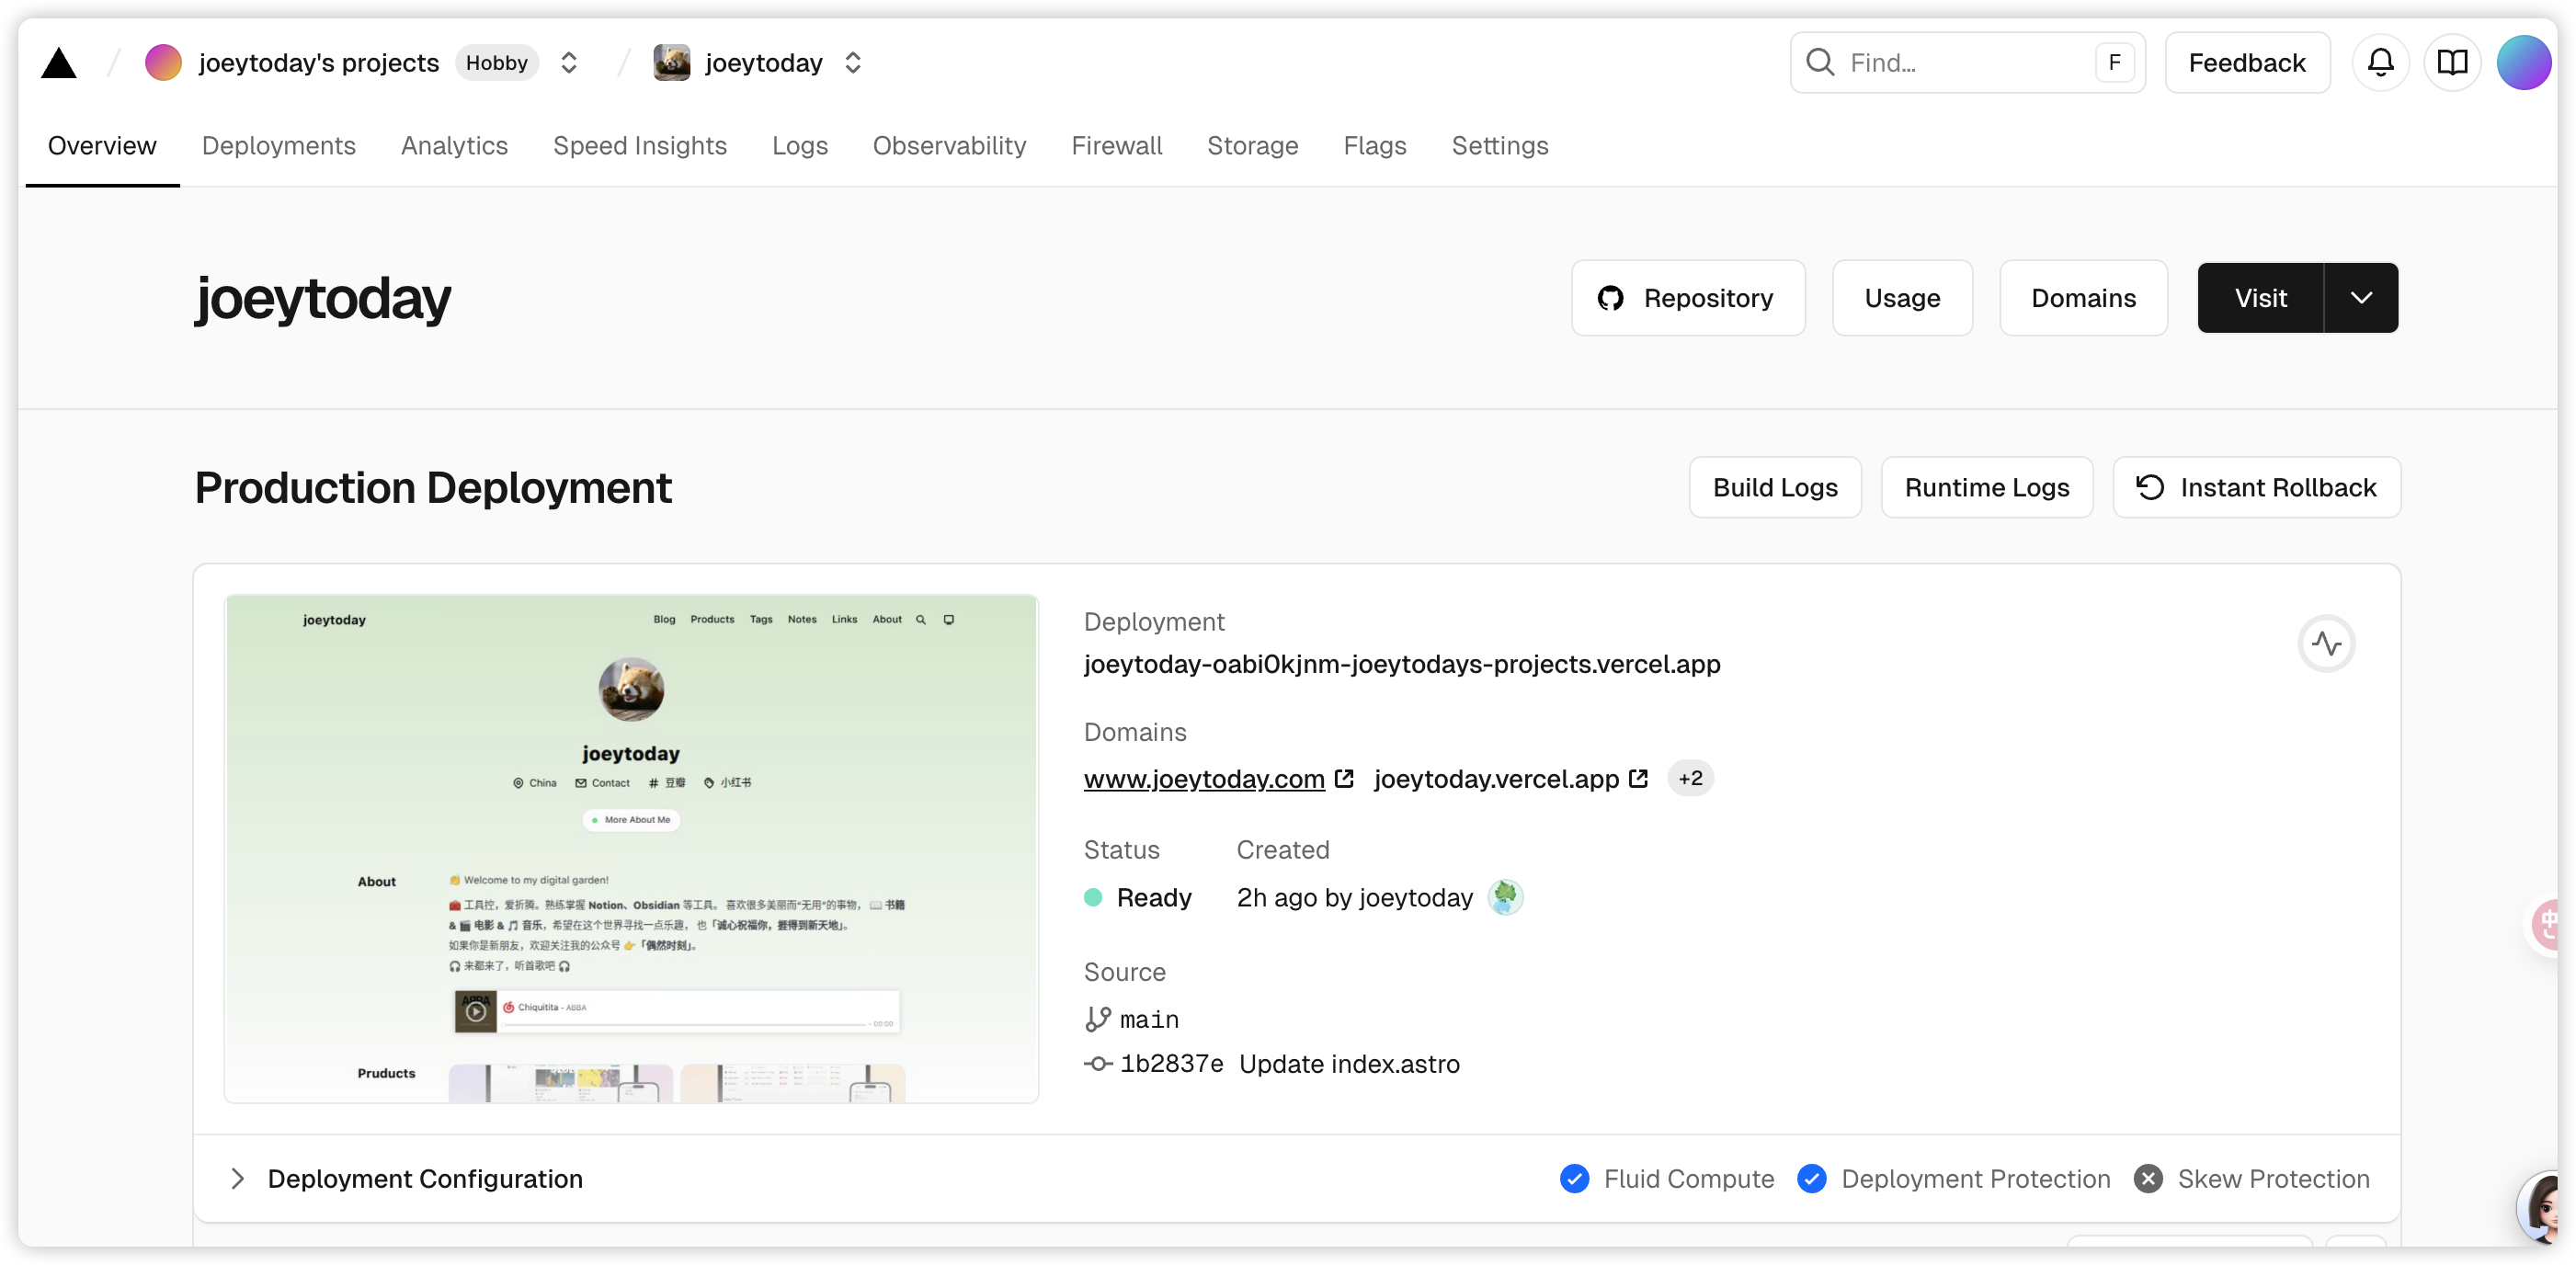 joeytoday's projects Hobby joeytoday Find... F Feedback
Overview Deployments Analytics Speed Insights Logs Observability Firewall Storage Flags Settings
joeytoday Repository Usage Domains Visit
Production Deployment Build Logs Runtime Logs Instant Rollback
joeytoday Blog Products Tags Notes Links About
joeytoday
China Contact # 豆瓣 小红书
More About Me
About
👏 Welcome to my digital garden!
🧰 工具控，爱折腾。熟练掌握 Notion、Obsidian 等工具。 喜欢很多美丽而“无用”的事物， 📖 书籍
& 🎬 电影 & 🎵 音乐，希望在这个世界寻找一点乐趣， 也「诚心祝福你，捱得到新天地」。
如果你是新朋友，欢迎关注我的公众号 👉「偶然时刻」。
🎧 来都来了，听首歌吧 🎧
ABBA
Chiquitita - ABBA
- 00:00
Pruducts
Deployment
joeytoday-oabi0kjnm-joeytodays-projects.vercel.app
Domains
www.joeytoday.com joeytoday.vercel.app +2
Status Created
Ready 2h ago by joeytoday
Source
main
1b2837e Update index.astro
Deployment Configuration Fluid Compute Deployment Protection Skew Protection